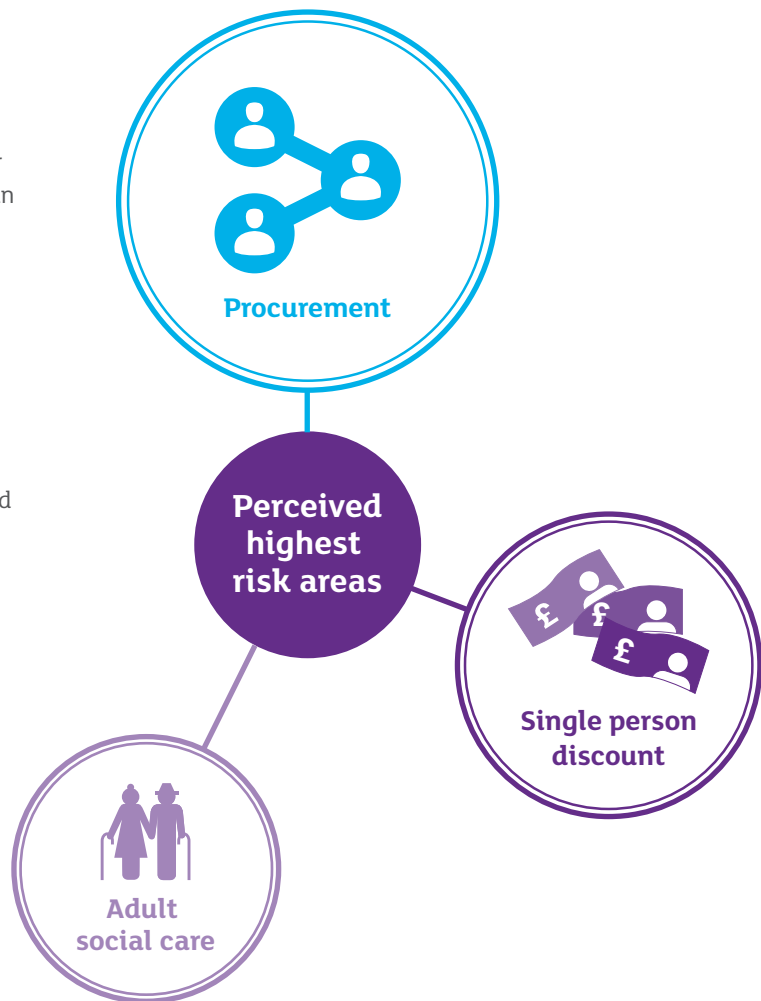 n
d
Procurement
Perceived
highest
risk areas
£
£
£
Single person
discount
Adult
social care